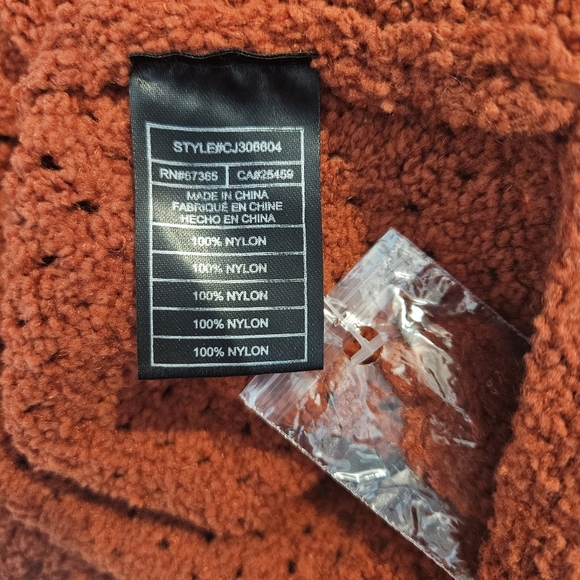 STYLE#CJ306604
RN#67365 CA#25459
MADE IN CHINA
FABRIQUÉ EN CHINE
HECHO EN CHINA
100% NYLON
100% NYLON
100% NYLON
100% NYLON
100% NYLON